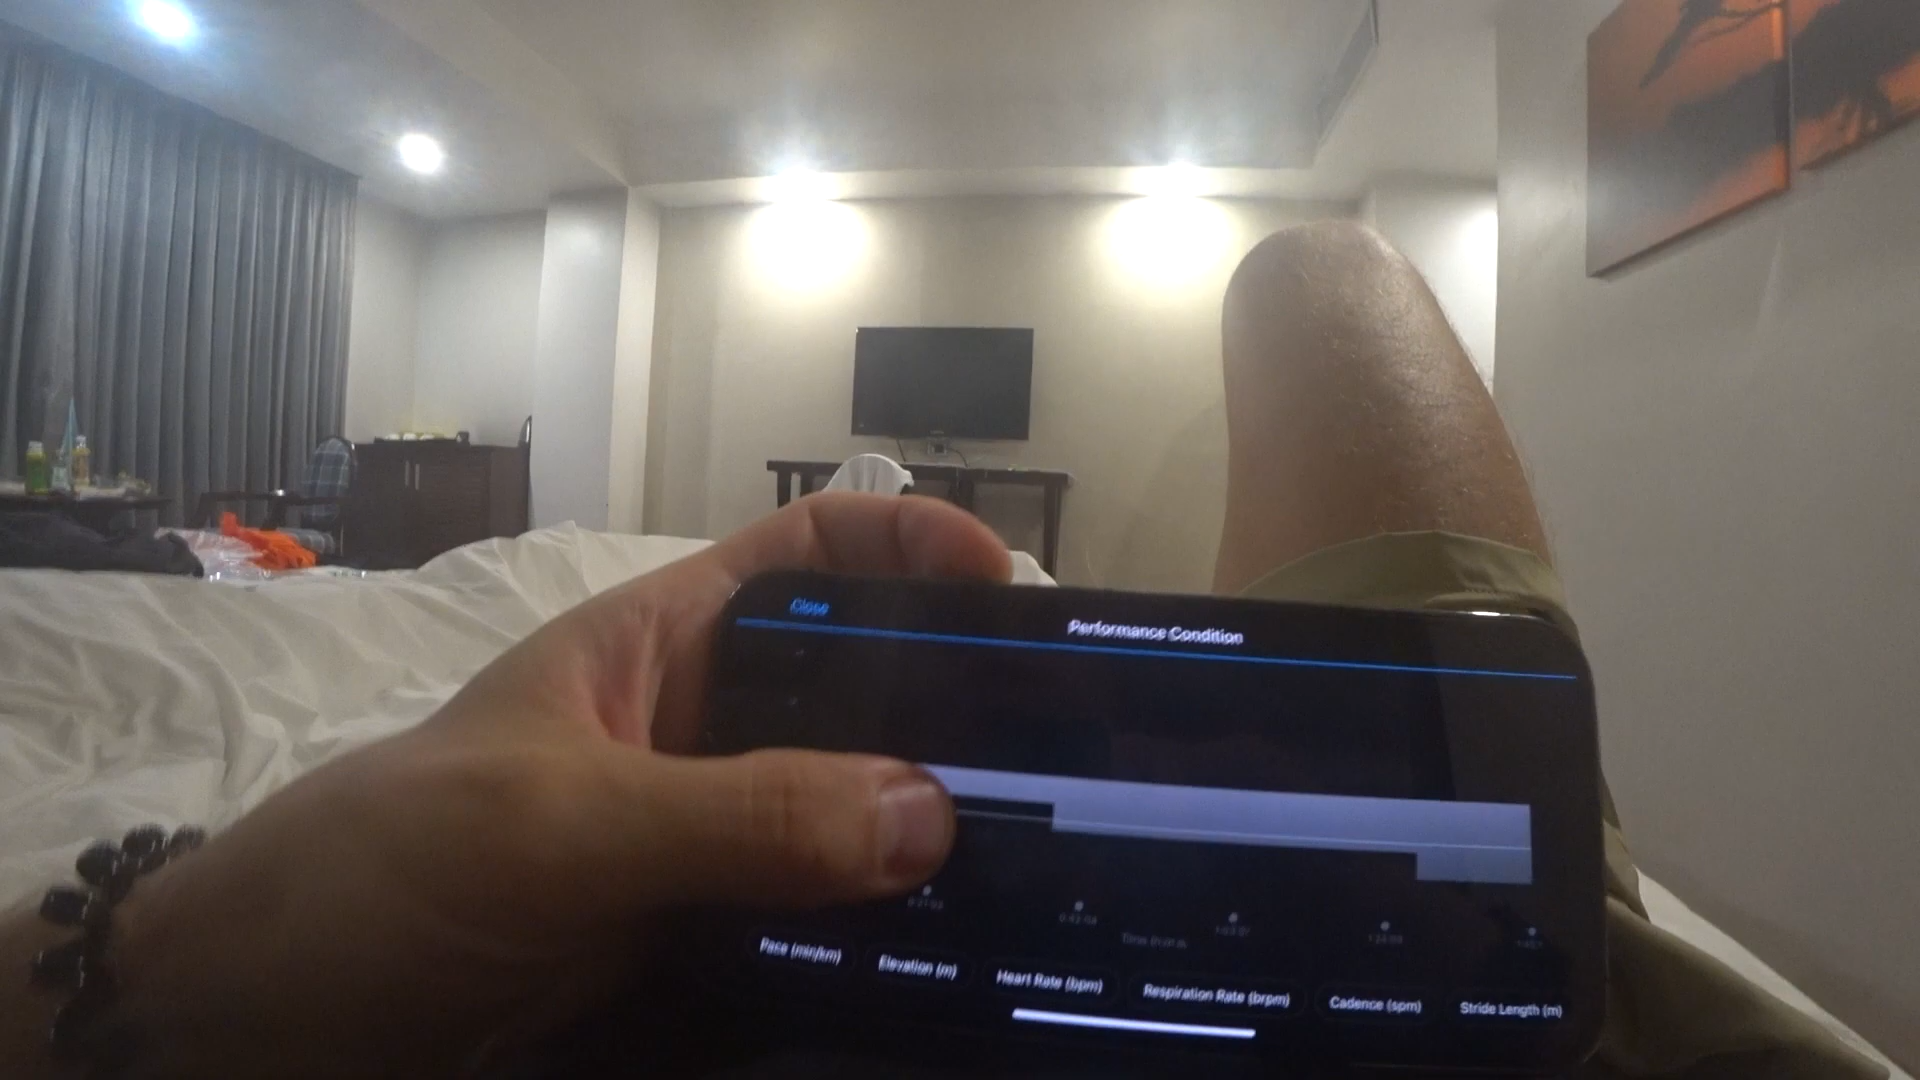 Close
Performance Condition
Pace (min/km) Elevation (m) Heart Rate (bpm) Respiration Rate (brpm) Cadence (spm) Stride Length (m)